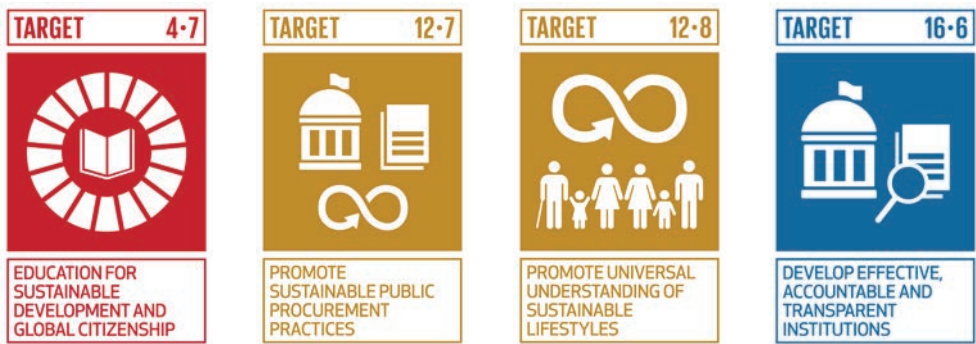 TARGET 4·7
EDUCATION FOR
SUSTAINABLE
DEVELOPMENT AND
GLOBAL CITIZENSHIP
TARGET 12·7
PROMOTE
SUSTAINABLE PUBLIC
PROCUREMENT
PRACTICES
TARGET 12·8
PROMOTE UNIVERSAL
UNDERSTANDING OF
SUSTAINABLE
LIFESTYLES
TARGET 16·6
DEVELOP EFFECTIVE,
ACCOUNTABLE AND
TRANSPARENT
INSTITUTIONS